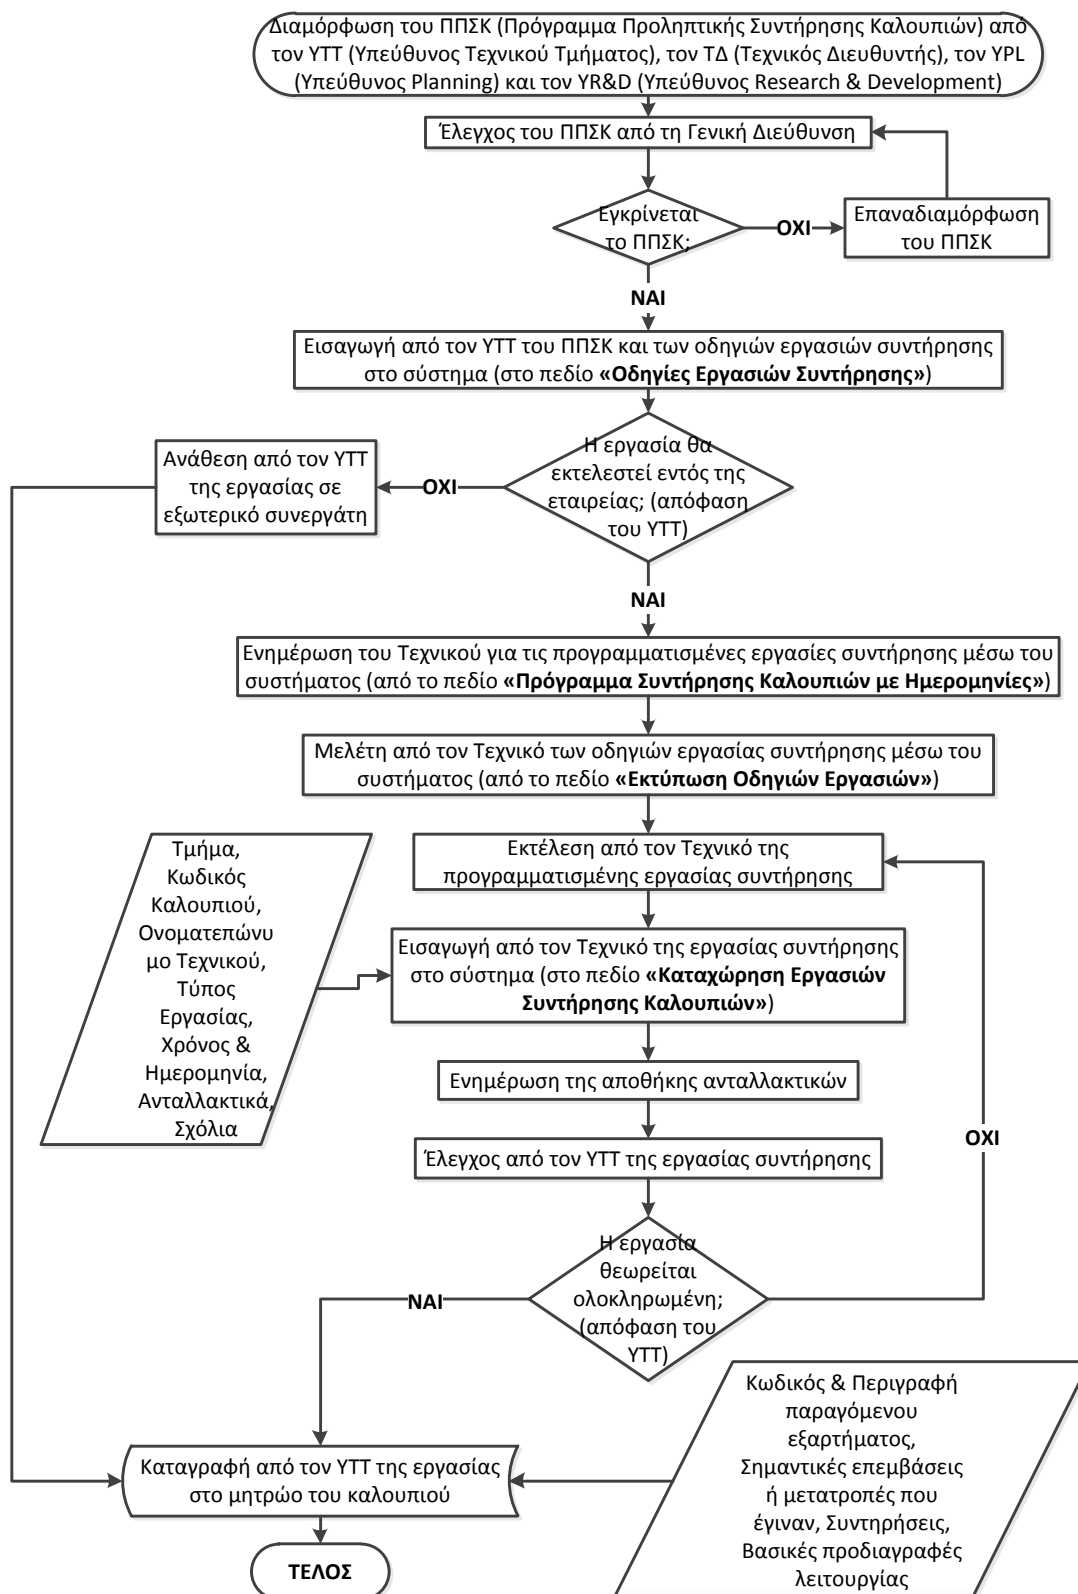 Διαμόρφωση του ΠΠΣΚ (Πρόγραμμα Προληπτικής Συντήρησης Καλουπιών) από
τον ΥΤΤ (Υπεύθυνος Τεχνικού Τμήματος), τον ΤΔ (Τεχνικός Διευθυντής), τον YPL
(Υπεύθυνος Planning) και τον YR&D (Υπεύθυνος Research & Development)
Έλεγχος του ΠΠΣΚ από τη Γενική Διεύθυνση
Εγκρίνεται
το ΠΠΣΚ;
ΟΧΙ
Επαναδιαμόρφωση
του ΠΠΣΚ
ΝΑΙ
Εισαγωγή από τον ΥΤΤ του ΠΠΣΚ και των οδηγιών εργασιών συντήρησης
στο σύστημα (στο πεδίο «Οδηγίες Εργασιών Συντήρησης»)
Η εργασία θα
εκτελεστεί εντός της
εταιρείας; (απόφαση
του ΥΤΤ)
ΟΧΙ
Ανάθεση από τον ΥΤΤ
της εργασίας σε
εξωτερικό συνεργάτη
ΝΑΙ
Ενημέρωση του Τεχνικού για τις προγραμματισμένες εργασίες συντήρησης μέσω του
συστήματος (από το πεδίο «Πρόγραμμα Συντήρησης Καλουπιών με Ημερομηνίες»)
Μελέτη από τον Τεχνικό των οδηγιών εργασίας συντήρησης μέσω του
συστήματος (από το πεδίο «Εκτύπωση Οδηγιών Εργασιών»)
Εκτέλεση από τον Τεχνικό της
προγραμματισμένης εργασίας συντήρησης
Τμήμα,
Κωδικός
Καλουπιού,
Ονοματεπώνυ
μο Τεχνικού,
Τύπος
Εργασίας,
Χρόνος &
Ημερομηνία,
Ανταλλακτικά,
Σχόλια
Εισαγωγή από τον Τεχνικό της εργασίας συντήρησης
στο σύστημα (στο πεδίο «Καταχώρηση Εργασιών
Συντήρησης Καλουπιών»)
Ενημέρωση της αποθήκης ανταλλακτικών
Έλεγχος από τον ΥΤΤ της εργασίας συντήρησης
ΟΧΙ
Η εργασία
θεωρείται
ολοκληρωμένη;
(απόφαση του
ΥΤΤ)
ΝΑΙ
Κωδικός & Περιγραφή
παραγόμενου
εξαρτήματος,
Σημαντικές επεμβάσεις
ή μετατροπές που
έγιναν, Συντηρήσεις,
Βασικές προδιαγραφές
λειτουργίας
Καταγραφή από τον ΥΤΤ της εργασίας
στο μητρώο του καλουπιού
ΤΕΛΟΣ